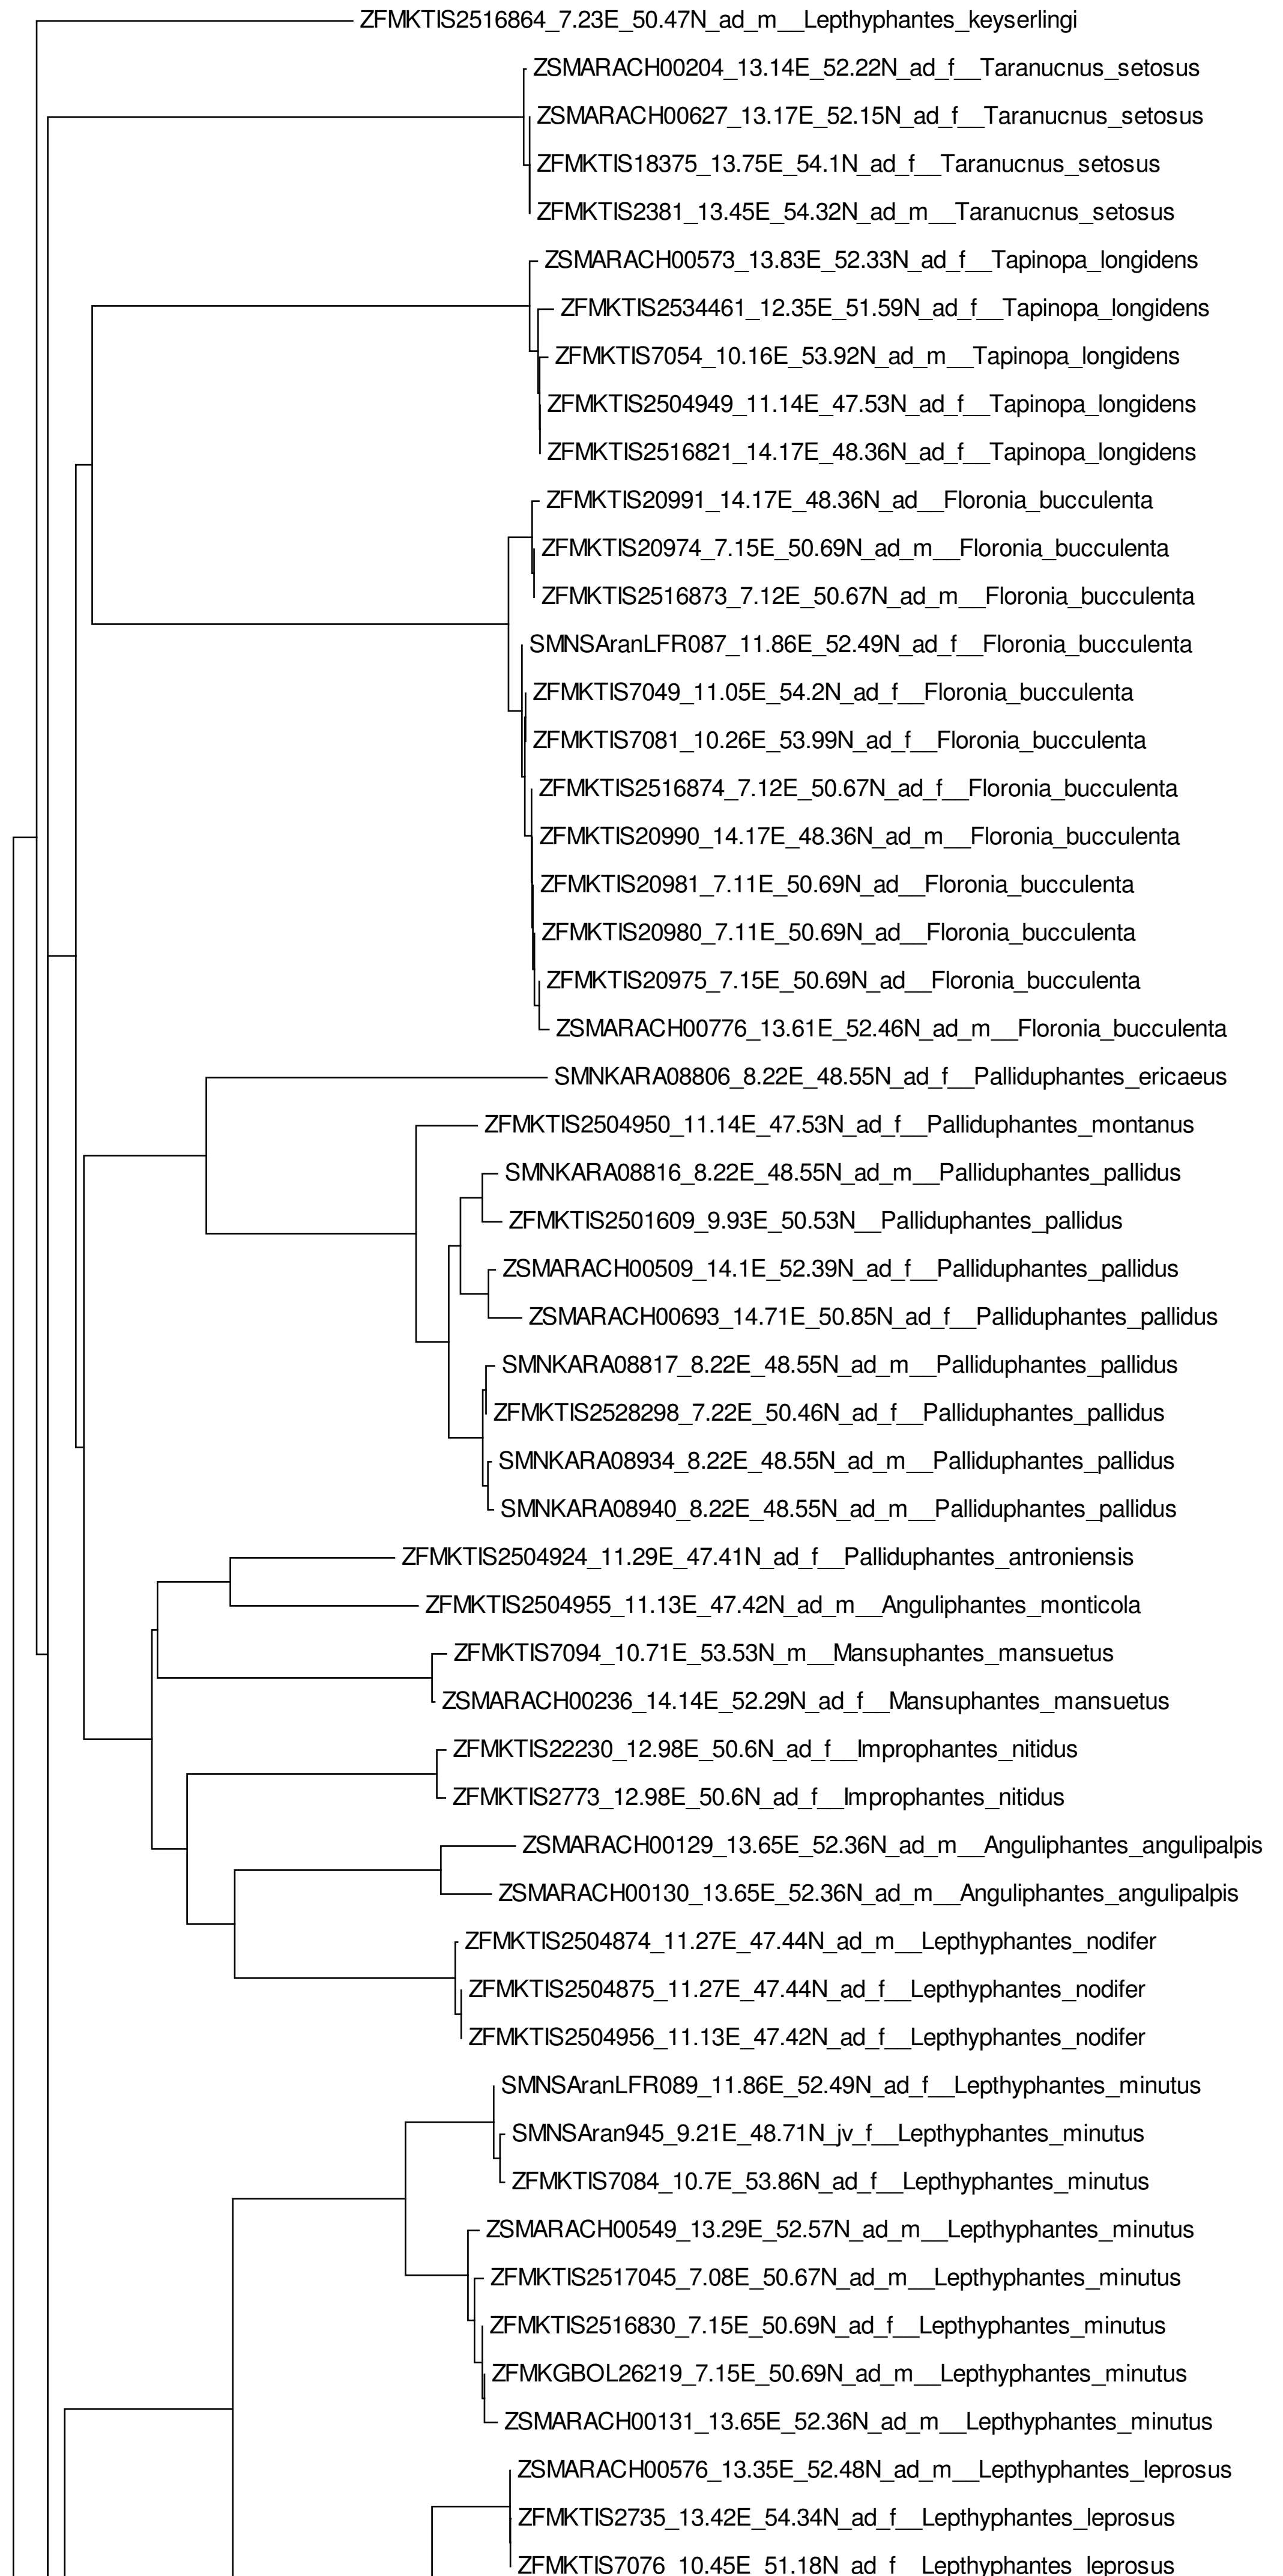 ZFMKTIS2516864_7.23E_50.47N_ad_m__Lepthyphantes_keyserlingi
ZSMARACH00204_13.14E_52.22N_ad_f__Taranucnus_setosus
ZSMARACH00627_13.17E_52.15N_ad_f__Taranucnus_setosus
ZFMKTIS18375_13.75E_54.1N_ad_f__Taranucnus_setosus
ZFMKTIS2381_13.45E_54.32N_ad_m__Taranucnus_setosus
ZSMARACH00573_13.83E_52.33N_ad_f__Tapinopa_longidens
ZFMKTIS2534461_12.35E_51.59N_ad_f__Tapinopa_longidens
ZFMKTIS7054_10.16E_53.92N_ad_m__Tapinopa_longidens
ZFMKTIS2504949_11.14E_47.53N_ad_f__Tapinopa_longidens
ZFMKTIS2516821_14.17E_48.36N_ad_f__Tapinopa_longidens
ZFMKTIS20991_14.17E_48.36N_ad__Floronia_bucculenta
ZFMKTIS20974_7.15E_50.69N_ad_m__Floronia_bucculenta
ZFMKTIS2516873_7.12E_50.67N_ad_m__Floronia_bucculenta
SMNSAranLFR087_11.86E_52.49N_ad_f__Floronia_bucculenta
ZFMKTIS7049_11.05E_54.2N_ad_f__Floronia_bucculenta
ZFMKTIS7081_10.26E_53.99N_ad_f__Floronia_bucculenta
ZFMKTIS2516874_7.12E_50.67N_ad_f__Floronia_bucculenta
ZFMKTIS20990_14.17E_48.36N_ad_m__Floronia_bucculenta
ZFMKTIS20981_7.11E_50.69N_ad__Floronia_bucculenta
ZFMKTIS20980_7.11E_50.69N_ad__Floronia_bucculenta
ZFMKTIS20975_7.15E_50.69N_ad__Floronia_bucculenta
ZSMARACH00776_13.61E_52.46N_ad_m__Floronia_bucculenta
SMNKARA08806_8.22E_48.55N_ad_f__Palliduphantes_ericaeus
ZFMKTIS2504950_11.14E_47.53N_ad_f__Palliduphantes_montanus
SMNKARA08816_8.22E_48.55N_ad_m__Palliduphantes_pallidus
ZFMKTIS2501609_9.93E_50.53N__Palliduphantes_pallidus
ZSMARACH00509_14.1E_52.39N_ad_f__Palliduphantes_pallidus
ZSMARACH00693_14.71E_50.85N_ad_f__Palliduphantes_pallidus
SMNKARA08817_8.22E_48.55N_ad_m__Palliduphantes_pallidus
ZFMKTIS2528298_7.22E_50.46N_ad_f__Palliduphantes_pallidus
SMNKARA08934_8.22E_48.55N_ad_m__Palliduphantes_pallidus
SMNKARA08940_8.22E_48.55N_ad_m__Palliduphantes_pallidus
ZFMKTIS2504924_11.29E_47.41N_ad_f__Palliduphantes_antroniensis
ZFMKTIS2504955_11.13E_47.42N_ad_m__Anguliphantes_monticola
ZFMKTIS7094_10.71E_53.53N_m__Mansuphantes_mansuetus
ZSMARACH00236_14.14E_52.29N_ad_f__Mansuphantes_mansuetus
ZFMKTIS22230_12.98E_50.6N_ad_f__Improphantes_nitidus
ZFMKTIS2773_12.98E_50.6N_ad_f__Improphantes_nitidus
ZSMARACH00129_13.65E_52.36N_ad_m__Anguliphantes_angulipalpis
ZSMARACH00130_13.65E_52.36N_ad_m__Anguliphantes_angulipalpis
ZFMKTIS2504874_11.27E_47.44N_ad_m__Lepthyphantes_nodifer
ZFMKTIS2504875_11.27E_47.44N_ad_f__Lepthyphantes_nodifer
ZFMKTIS2504956_11.13E_47.42N_ad_f__Lepthyphantes_nodifer
SMNSAranLFR089_11.86E_52.49N_ad_f__Lepthyphantes_minutus
SMNSAran945_9.21E_48.71N_jv_f__Lepthyphantes_minutus
ZFMKTIS7084_10.7E_53.86N_ad_f__Lepthyphantes_minutus
ZSMARACH00549_13.29E_52.57N_ad_m__Lepthyphantes_minutus
ZFMKTIS2517045_7.08E_50.67N_ad_m__Lepthyphantes_minutus
ZFMKTIS2516830_7.15E_50.69N_ad_f__Lepthyphantes_minutus
ZFMKGBOL26219_7.15E_50.69N_ad_m__Lepthyphantes_minutus
ZSMARACH00131_13.65E_52.36N_ad_m__Lepthyphantes_minutus
ZSMARACH00576_13.35E_52.48N_ad_m__Lepthyphantes_leprosus
ZFMKTIS2735_13.42E_54.34N_ad_f__Lepthyphantes_leprosus
ZFMKTIS7076_10.45E_51.18N_ad_f__Lepthyphantes_leprosus